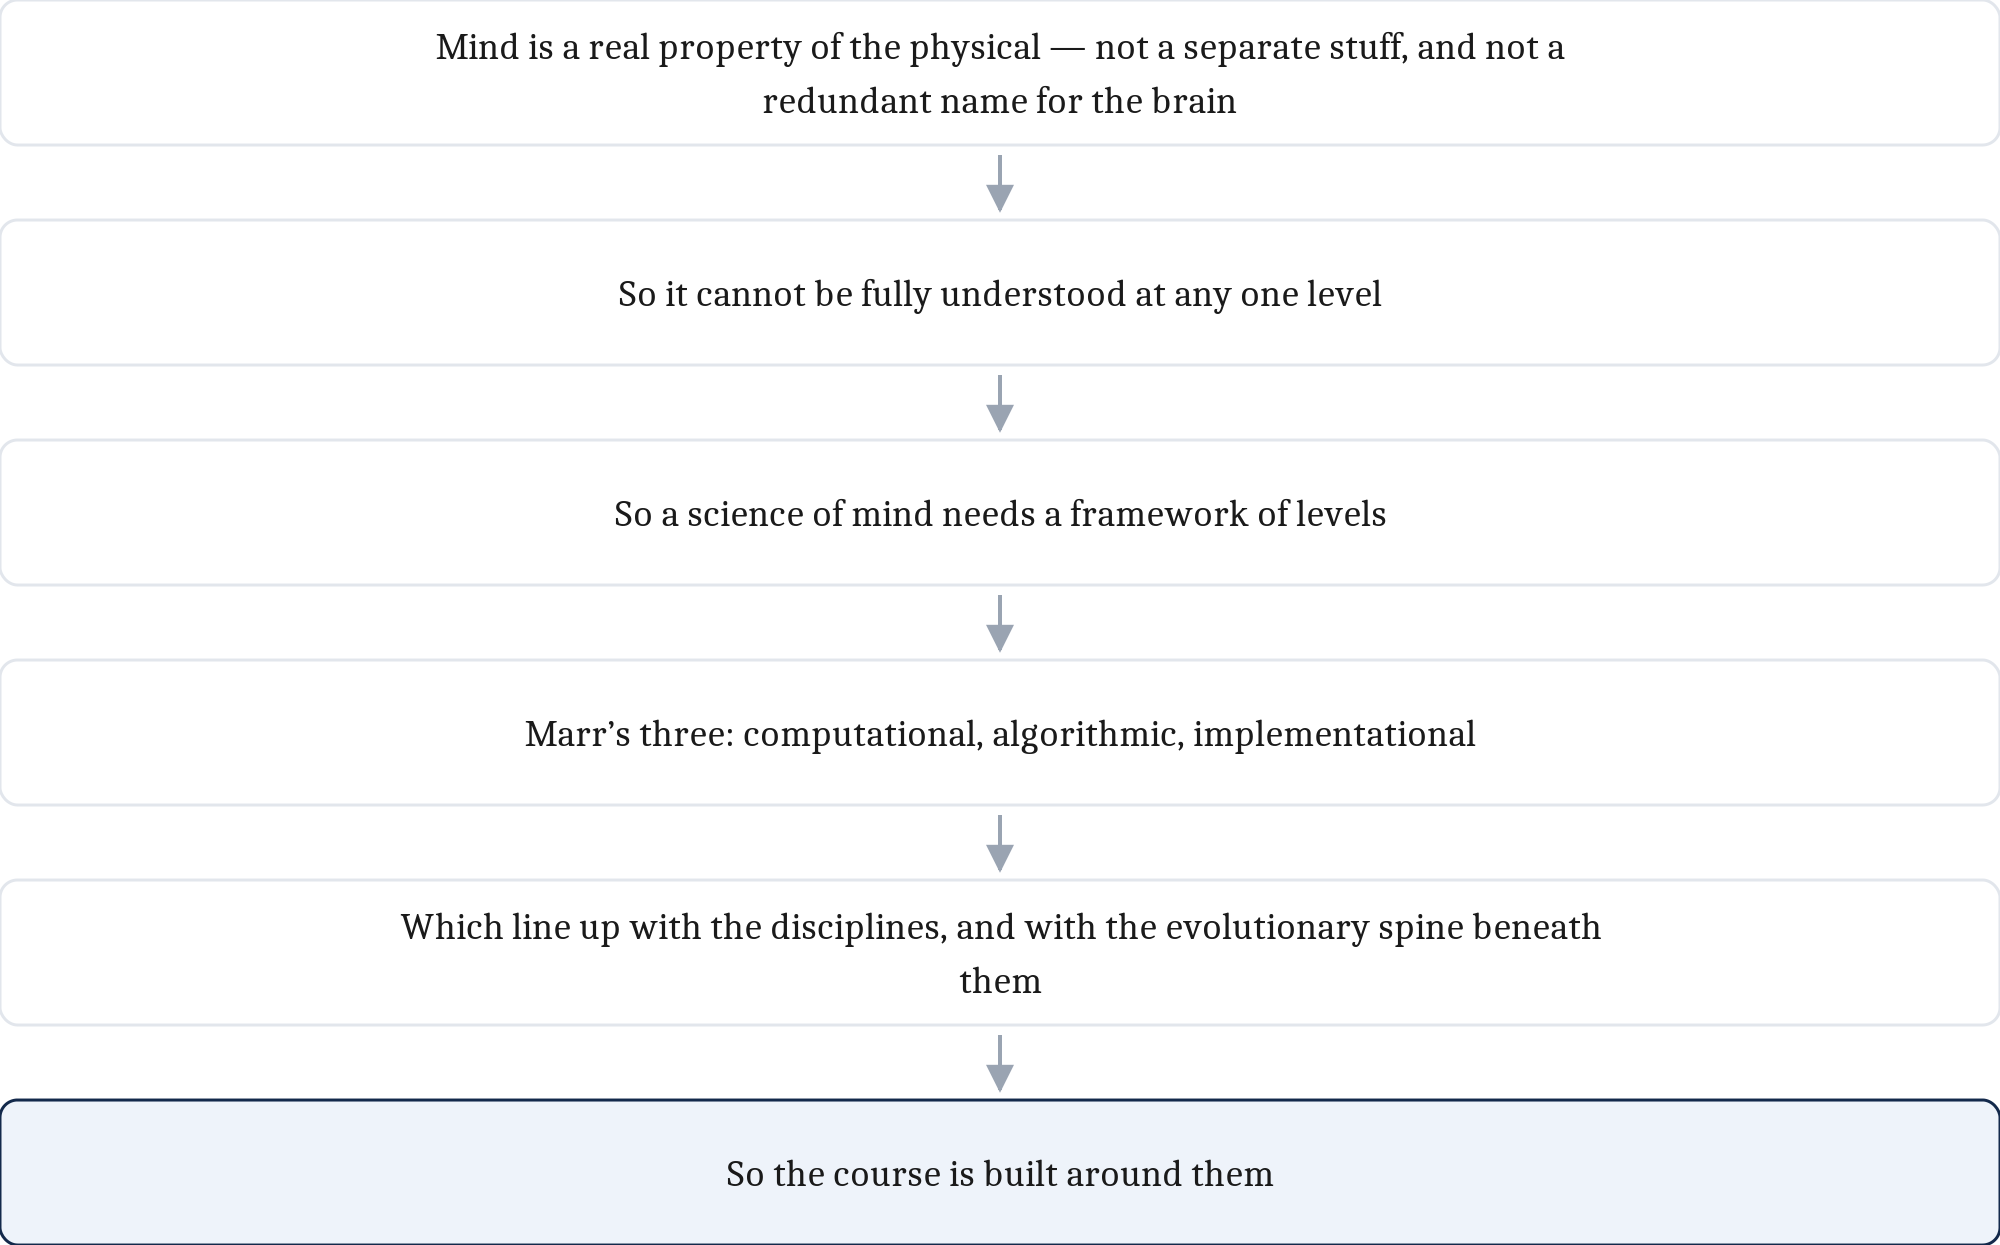 Mind is a real property of the physical — not a separate stuff, and not a
redundant name for the brain
So it cannot be fully understood at any one level
So a science of mind needs a framework of levels
Marr’s three: computational, algorithmic, implementational
Which line up with the disciplines, and with the evolutionary spine beneath
them
So the course is built around them